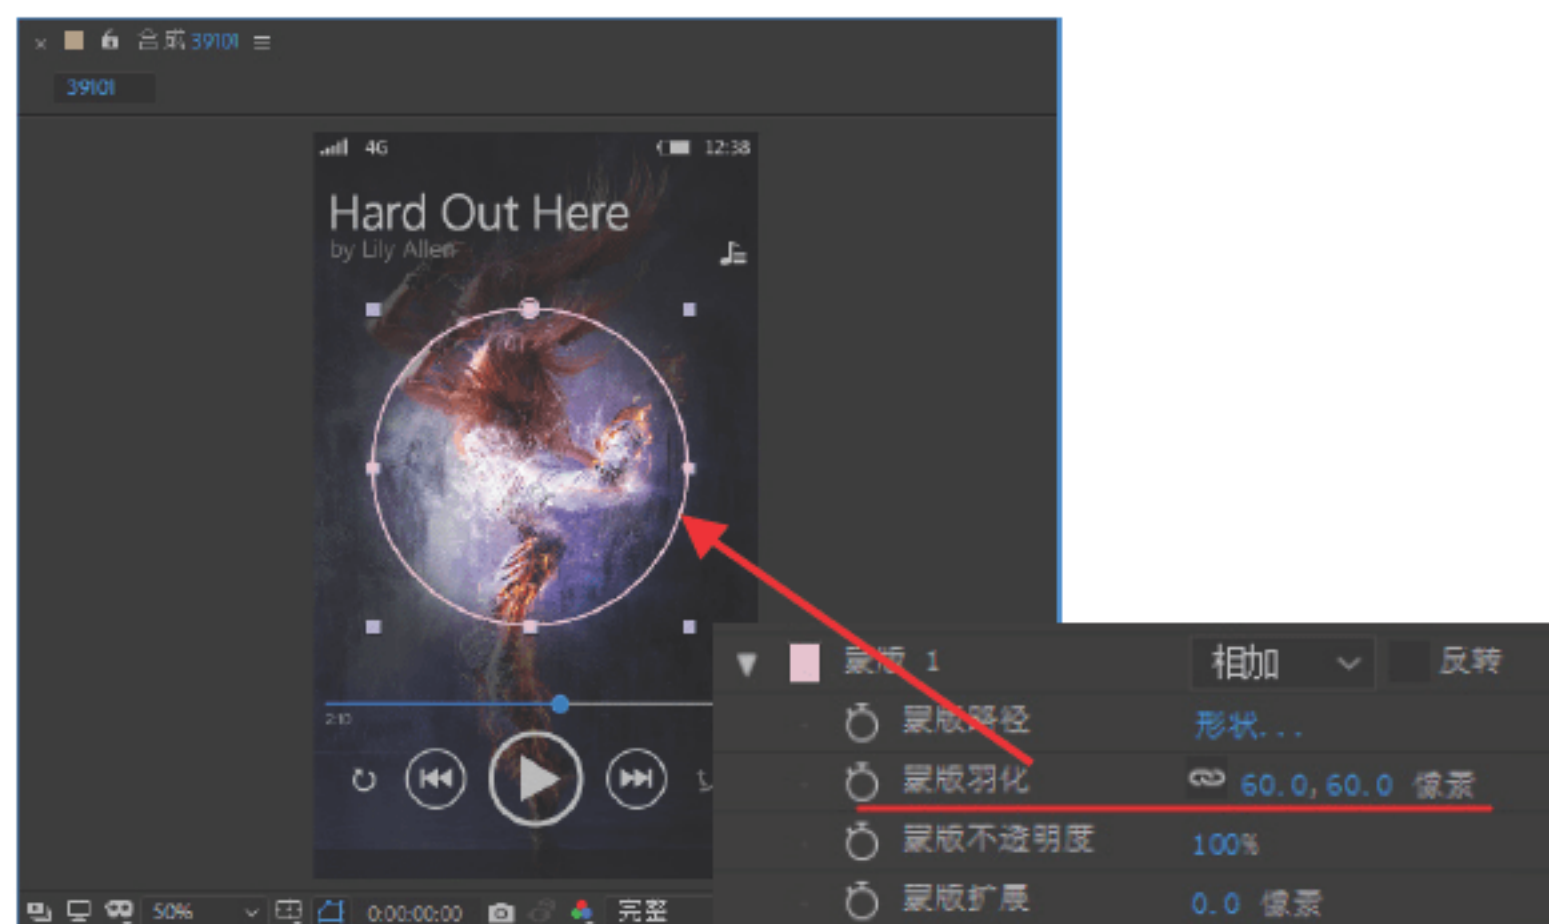 合成 39101
39101
4G 12:38
Hard Out Here
by Lily Allen
2:10
蒙版 1 相加 反转
蒙版路径 形状...
蒙版羽化 60.0,60.0 像素
蒙版不透明度 100%
蒙版扩展 0.0 像素
50% 0:00:00:00 完整